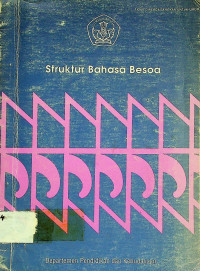 Struktur Bahasa Besoa
Departemen Pendidikan dan Kebudayaan